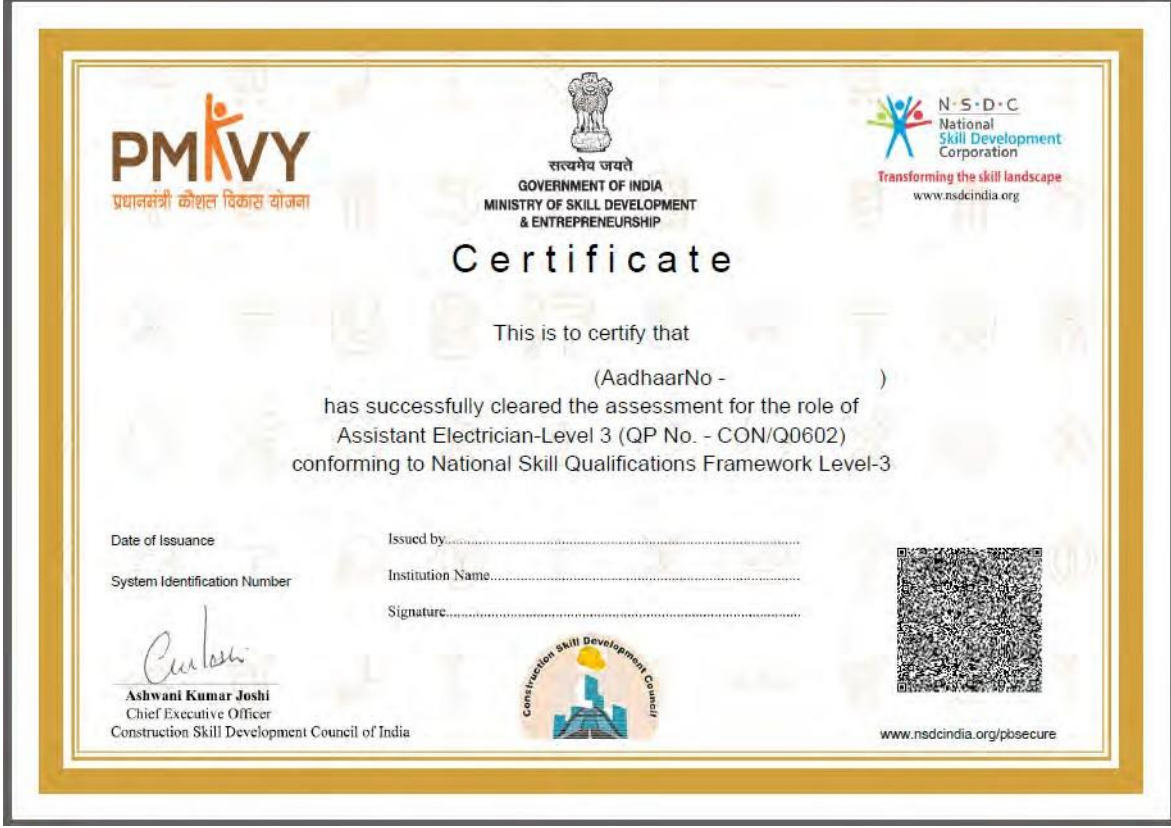 PMKVY
प्रधानमंत्री कौशल विकास योजना
सत्यमेव जयते
GOVERNMENT OF INDIA
MINISTRY OF SKILL DEVELOPMENT
& ENTREPRENEURSHIP
N·S·D·C
National
Skill Development
Corporation
Transforming the skill landscape
www.nsdcindia.org
Certificate
This is to certify that
(AadhaarNo - )
has successfully cleared the assessment for the role of
Assistant Electrician-Level 3 (QP No. - CON/Q0602)
conforming to National Skill Qualifications Framework Level-3
Date of Issuance
System Identification Number
Issued by
Institution Name
Signature
Ashwani Kumar Joshi
Chief Executive Officer
Construction Skill Development Council of India
Construction Skill Development Council
www.nsdcindia.org/pbsecure